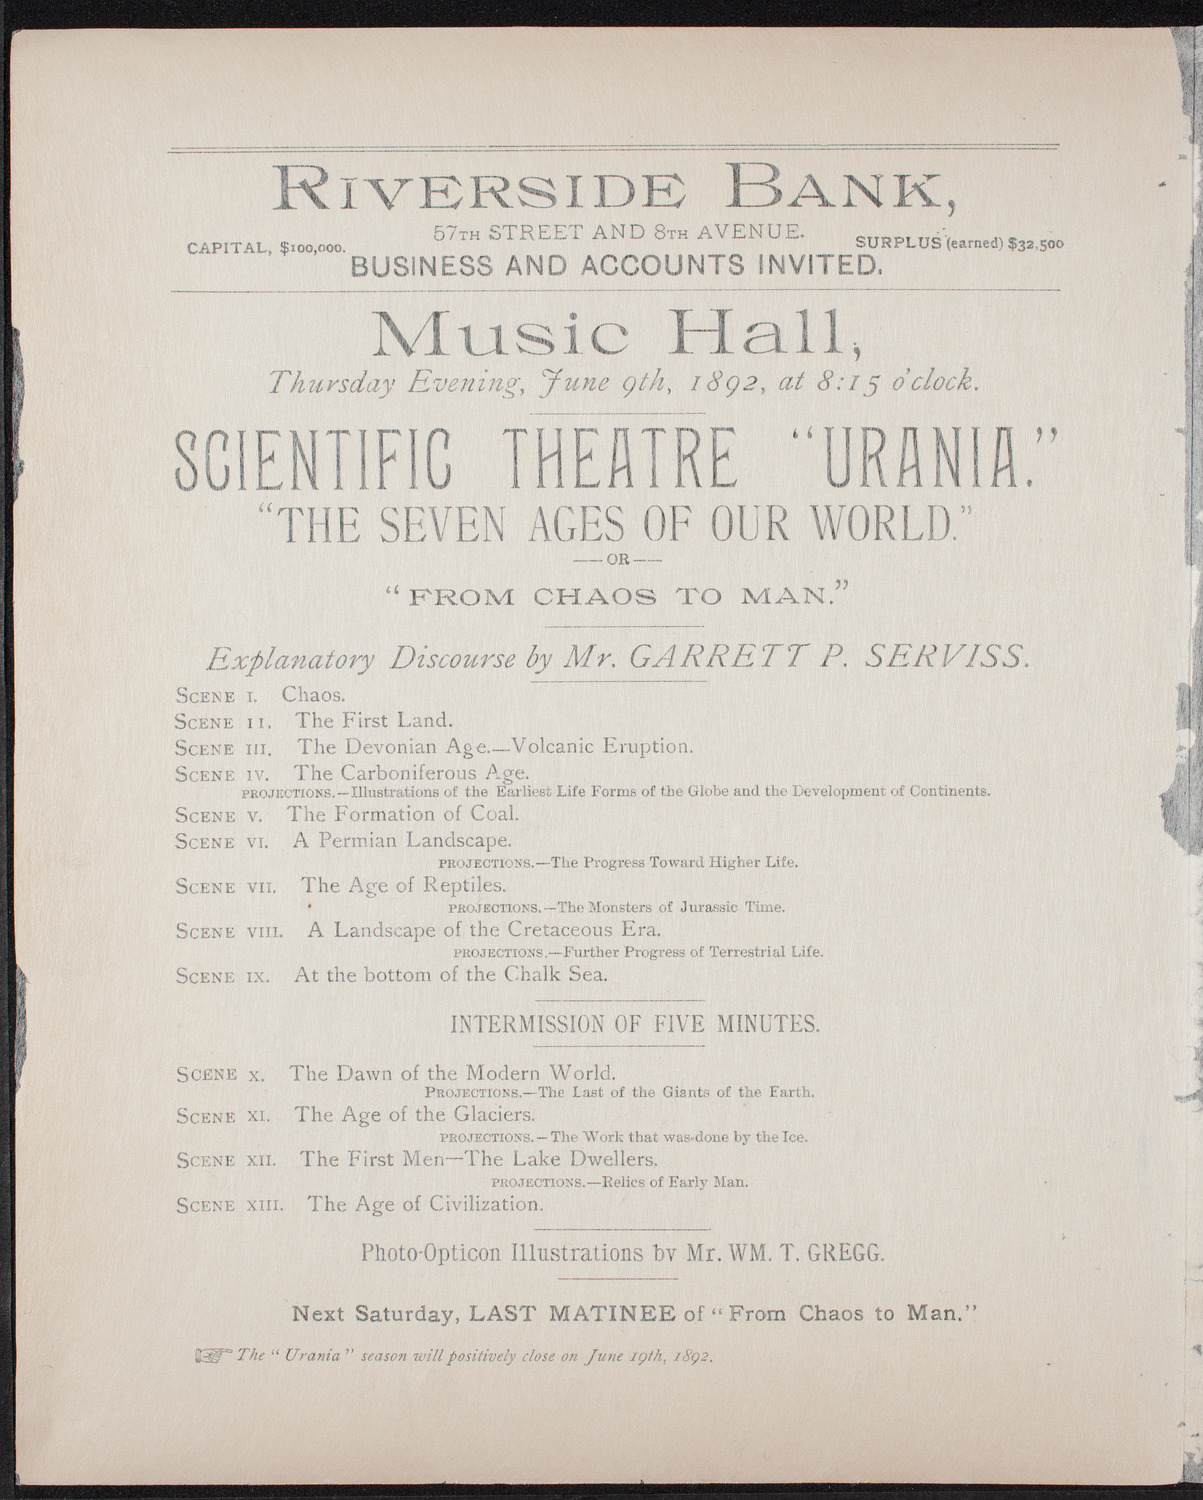 RIVERSIDE BANK,
57TH STREET AND 8TH AVENUE.
CAPITAL, $100,000.
SURPLUS (earned) $32,500
BUSINESS AND ACCOUNTS INVITED.
Music Hall,
Thursday Evening, June 9th, 1892, at 8:15 o'clock.
SCIENTIFIC THEATRE "URANIA."
"THE SEVEN AGES OF OUR WORLD."
—OR—
"FROM CHAOS TO MAN."
Explanatory Discourse by Mr. GARRETT P. SERVISS.
SCENE I. Chaos.
SCENE II. The First Land.
SCENE III. The Devonian Age.—Volcanic Eruption.
SCENE IV. The Carboniferous Age.
PROJECTIONS.—Illustrations of the Earliest Life Forms of the Globe and the Development of Continents.
SCENE V. The Formation of Coal.
SCENE VI. A Permian Landscape.
PROJECTIONS.—The Progress Toward Higher Life.
SCENE VII. The Age of Reptiles.
PROJECTIONS.—The Monsters of Jurassic Time.
SCENE VIII. A Landscape of the Cretaceous Era.
PROJECTIONS.—Further Progress of Terrestrial Life.
SCENE IX. At the bottom of the Chalk Sea.
INTERMISSION OF FIVE MINUTES.
SCENE X. The Dawn of the Modern World.
PROJECTIONS.—The Last of the Giants of the Earth.
SCENE XI. The Age of the Glaciers.
PROJECTIONS.—The Work that was done by the Ice.
SCENE XII. The First Men—The Lake Dwellers.
PROJECTIONS.—Relics of Early Man.
SCENE XIII. The Age of Civilization.
Photo-Opticon Illustrations by Mr. WM. T. GREGG.
Next Saturday, LAST MATINEE of "From Chaos to Man."
☞ The "Urania" season will positively close on June 19th, 1892.